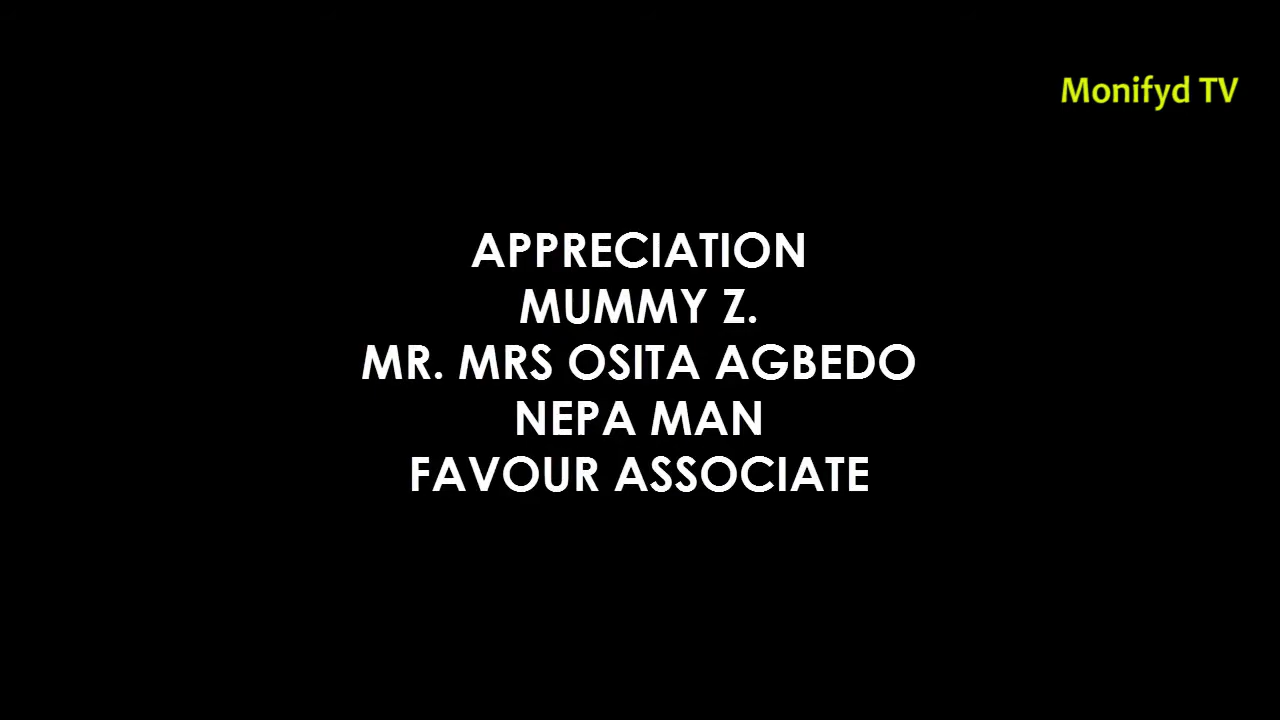 Monifyd TV
APPRECIATION
MUMMY Z.
MR. MRS OSITA AGBEDO
NEPA MAN
FAVOUR ASSOCIATE